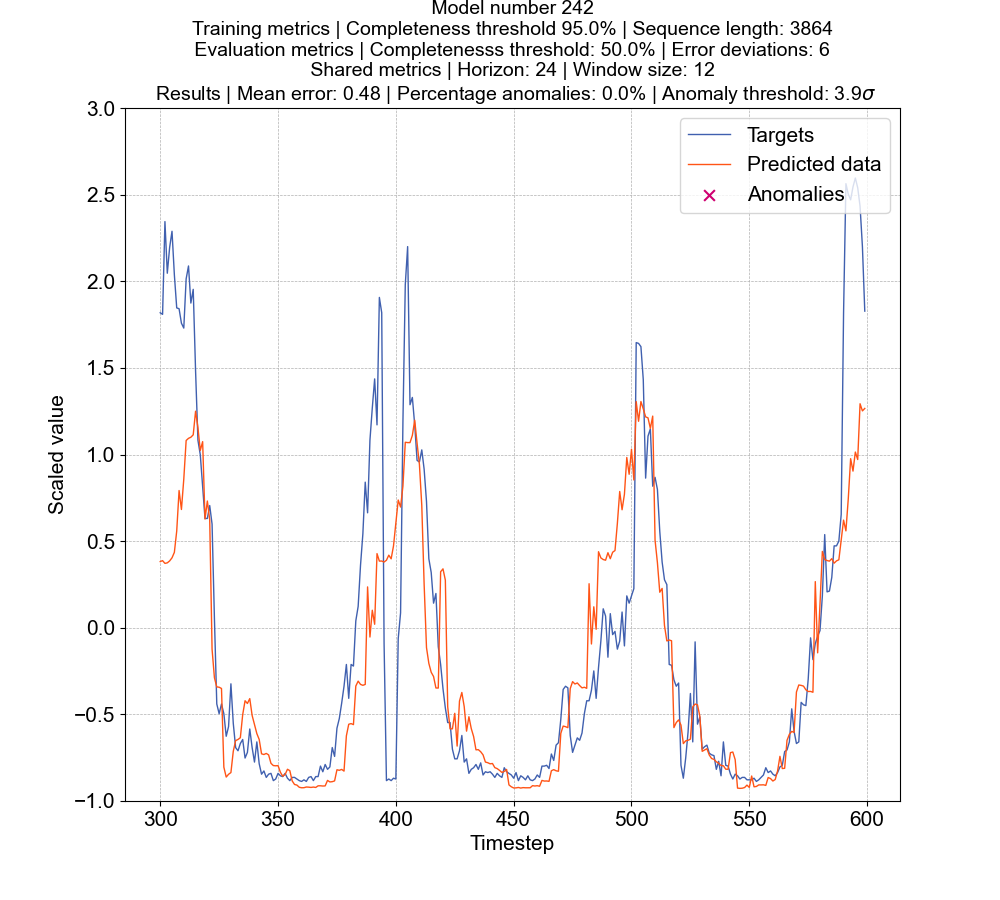 Model number 242
Training metrics | Completeness threshold 95.0% | Sequence length: 3864
Evaluation metrics | Completenesss threshold: 50.0% | Error deviations: 6
Shared metrics | Horizon: 24 | Window size: 12
Results | Mean error: 0.48 | Percentage anomalies: 0.0% | Anomaly threshold: 3.9σ
3.0
2.5
2.0
1.5
1.0
0.5
0.0
−0.5
−1.0
Scaled value
Targets
Predicted data
Anomalies
300 350 400 450 500 550 600
Timestep